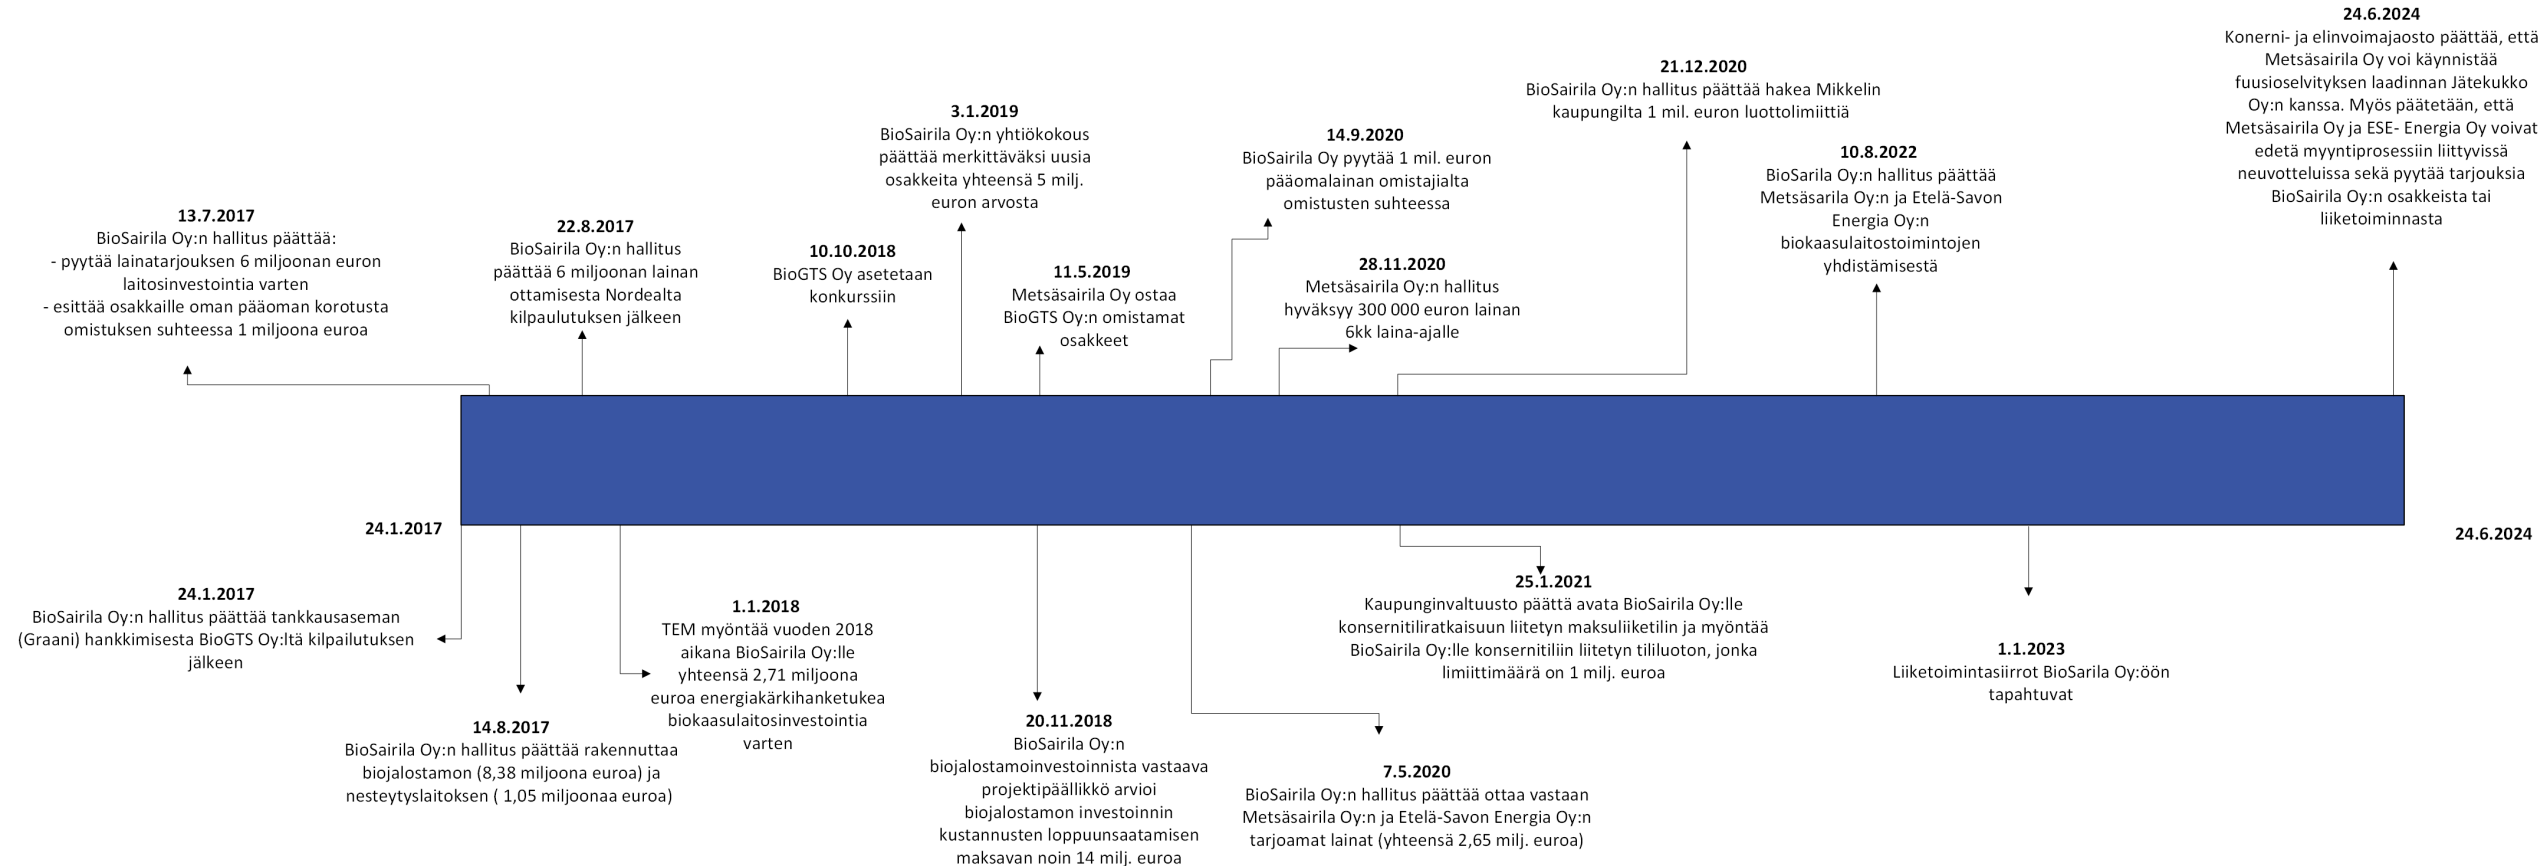 13.7.2017
BioSairila Oy:n hallitus päättää:
- pyytää lainatarjouksen 6 miljoonan euron
laitosinvestointia varten
- esittää osakkaille oman pääoman korotusta
omistuksen suhteessa 1 miljoona euroa
22.8.2017
BioSairila Oy:n hallitus
päättää 6 miljoonan lainan
ottamisesta Nordealta
kilpaulutuksen jälkeen
10.10.2018
BioGTS Oy asetetaan
konkurssiin
3.1.2019
BioSairila Oy:n yhtiökokous
päättää merkittäväksi uusia
osakkeita yhteensä 5 milj.
euron arvosta
11.5.2019
Metsäsairila Oy ostaa
BioGTS Oy:n omistamat
osakkeet
14.9.2020
BioSairila Oy pyytää 1 mil. euron
pääomalainan omistajialta
omistusten suhteessa
28.11.2020
Metsäsairila Oy:n hallitus
hyväksyy 300 000 euron lainan
6kk laina-ajalle
21.12.2020
BioSairila Oy:n hallitus päättää hakea Mikkelin
kaupungilta 1 mil. euron luottolimiittiä
10.8.2022
BioSarila Oy:n hallitus päättää
Metsäsarila Oy:n ja Etelä-Savon
Energia Oy:n
biokaasulaitostoimintojen
yhdistämisestä
24.6.2024
Konerni- ja elinvoimajaosto päättää, että
Metsäsairila Oy voi käynnistää
fuusioselvityksen laadinnan Jätekukko
Oy:n kanssa. Myös päätetään, että
Metsäsairila Oy ja ESE- Energia Oy voivat
edetä myyntiprosessiin liittyvissä
neuvotteluissa sekä pyytää tarjouksia
BioSairila Oy:n osakkeista tai
liiketoiminnasta
24.1.2017
24.6.2024
24.1.2017
BioSairila Oy:n hallitus päättää tankkausaseman
(Graani) hankkimisesta BioGTS Oy:ltä kilpailutuksen
jälkeen
14.8.2017
BioSairila Oy:n hallitus päättää rakennuttaa
biojalostamon (8,38 miljoona euroa) ja
nesteytyslaitoksen ( 1,05 miljoonaa euroa)
1.1.2018
TEM myöntää vuoden 2018
aikana BioSairila Oy:lle
yhteensä 2,71 miljoona
euroa energiakärkihanketukea
biokaasulaitosinvestointia
varten
20.11.2018
BioSairila Oy:n
biojalostamoinvestoinnista vastaava
projektipäällikkö arvioi
biojalostamon investoinnin
kustannusten loppuunsaatamisen
maksavan noin 14 milj. euroa
7.5.2020
BioSairila Oy:n hallitus päättää ottaa vastaan
Metsäsairila Oy:n ja Etelä-Savon Energia Oy:n
tarjoamat lainat (yhteensä 2,65 milj. euroa)
25.1.2021
Kaupunginvaltuusto päättä avata BioSairila Oy:lle
konsernitiliratkaisuun liitetyn maksuliiketilin ja myöntää
BioSairila Oy:lle konsernitiliin liitetyn tililuoton, jonka
limiittimäärä on 1 milj. euroa
1.1.2023
Liiketoimintasiirrot BioSarila Oy:öön
tapahtuvat